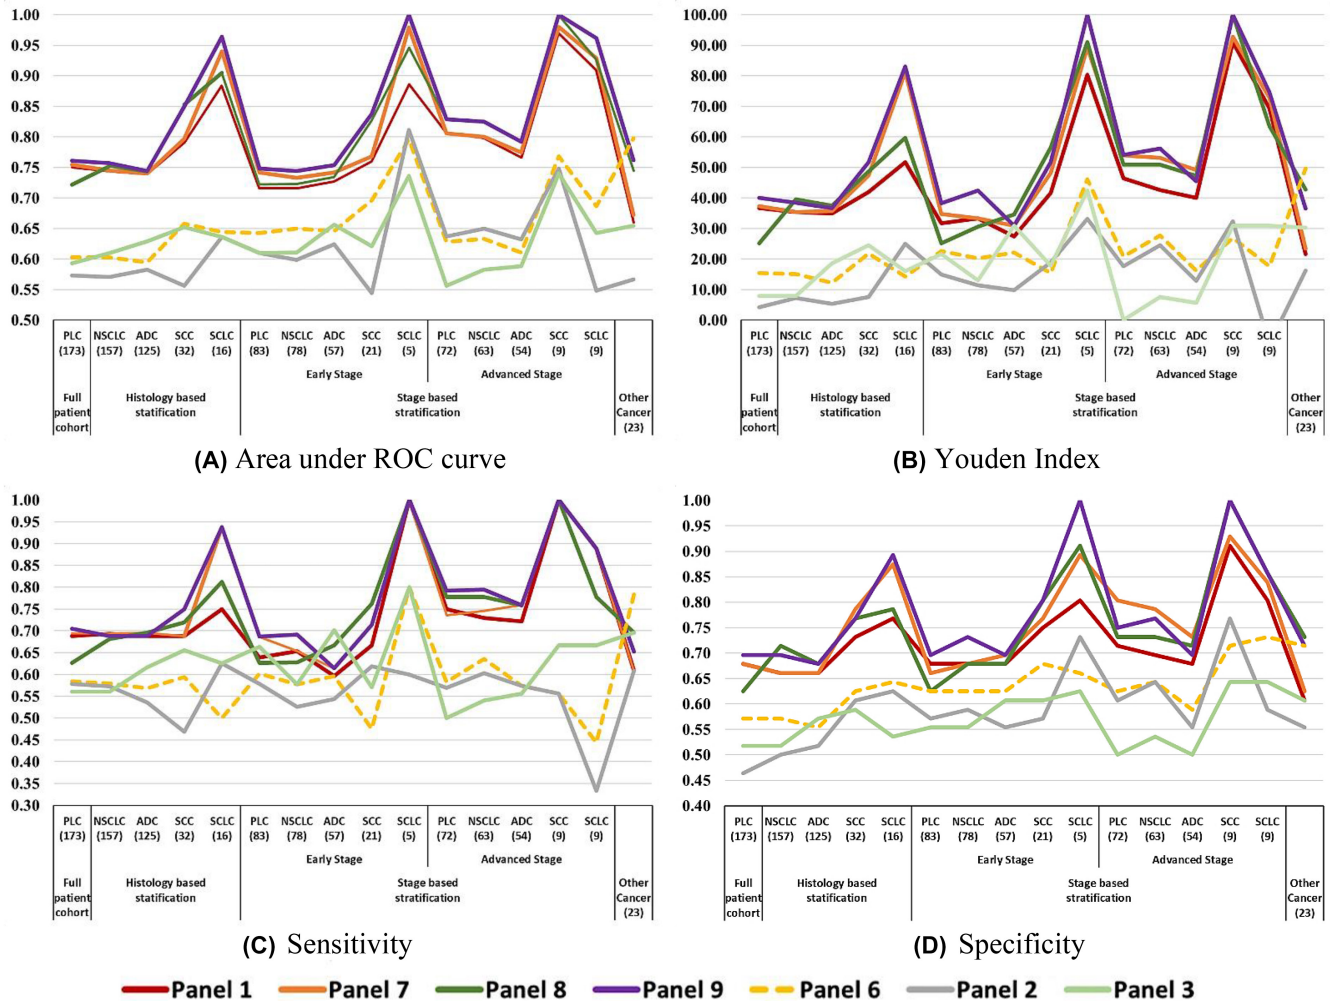 1.00
0.95
0.90
0.85
0.80
0.75
0.70
0.65
0.60
0.55
0.50
PLC NSCLC ADC SCC SCLC PLC NSCLC ADC SCC SCLC PLC NSCLC ADC SCC SCLC
(173) (157) (125) (32) (16) (83) (78) (57) (21) (5) (72) (63) (54) (9) (9)
Early Stage Advanced Stage
Full Histology based Stage based Other
patient statification stratification Cancer
cohort (23)
(A) Area under ROC curve
100.00
90.00
80.00
70.00
60.00
50.00
40.00
30.00
20.00
10.00
0.00
PLC NSCLC ADC SCC SCLC PLC NSCLC ADC SCC SCLC PLC NSCLC ADC SCC SCLC
(173) (157) (125) (32) (16) (83) (78) (57) (21) (5) (72) (63) (54) (9) (9)
Early Stage Advanced Stage
Full Histology based Stage based Other
patient statification stratification Cancer
cohort (23)
(B) Youden Index
1.00
0.95
0.90
0.85
0.80
0.75
0.70
0.65
0.60
0.55
0.50
0.45
0.40
0.35
0.30
PLC NSCLC ADC SCC SCLC PLC NSCLC ADC SCC SCLC PLC NSCLC ADC SCC SCLC
(173) (157) (125) (32) (16) (83) (78) (57) (21) (5) (72) (63) (54) (9) (9)
Early Stage Advanced Stage
Full Histology based Stage based Other
patient statification stratification Cancer
cohort (23)
(C) Sensitivity
1.00
0.95
0.90
0.85
0.80
0.75
0.70
0.65
0.60
0.55
0.50
0.45
0.40
PLC NSCLC ADC SCC SCLC PLC NSCLC ADC SCC SCLC PLC NSCLC ADC SCC SCLC
(173) (157) (125) (32) (16) (83) (78) (57) (21) (5) (72) (63) (54) (9) (9)
Early Stage Advanced Stage
Full Histology based Stage based Other
patient statification stratification Cancer
cohort (23)
(D) Specificity
Panel 1 Panel 7 Panel 8 Panel 9 Panel 6 Panel 2 Panel 3